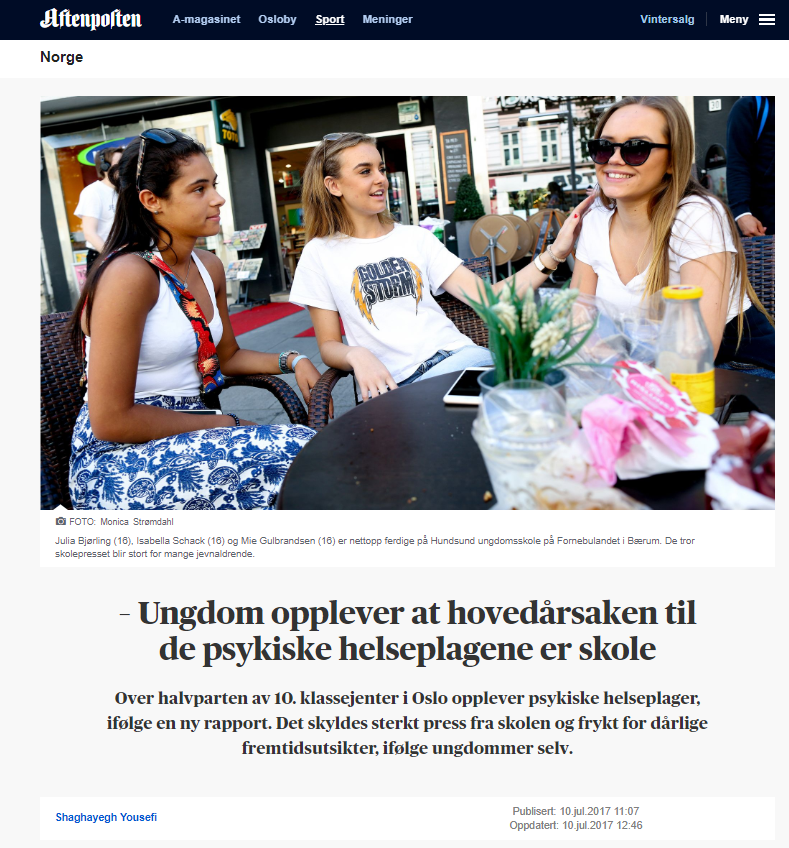 Aftenposten A-magasinet Osloby Sport Meninger Vintersalg Meny
Norge
TOTO
GOLDEN
STORM
FOTO: Monica Strømdahl
Julia Bjørling (16), Isabella Schack (16) og Mie Gulbrandsen (16) er nettopp ferdige på Hundsund ungdomsskole på Fornebulandet i Bærum. De tror
skolepresset blir stort for mange jevnaldrende.
– Ungdom opplever at hovedårsaken til
de psykiske helseplagene er skole
Over halvparten av 10. klassejenter i Oslo opplever psykiske helseplager,
ifølge en ny rapport. Det skyldes sterkt press fra skolen og frykt for dårlige
fremtidsutsikter, ifølge ungdommer selv.
Shaghayegh Yousefi
Publisert: 10.jul.2017 11:07
Oppdatert: 10.jul.2017 12:46